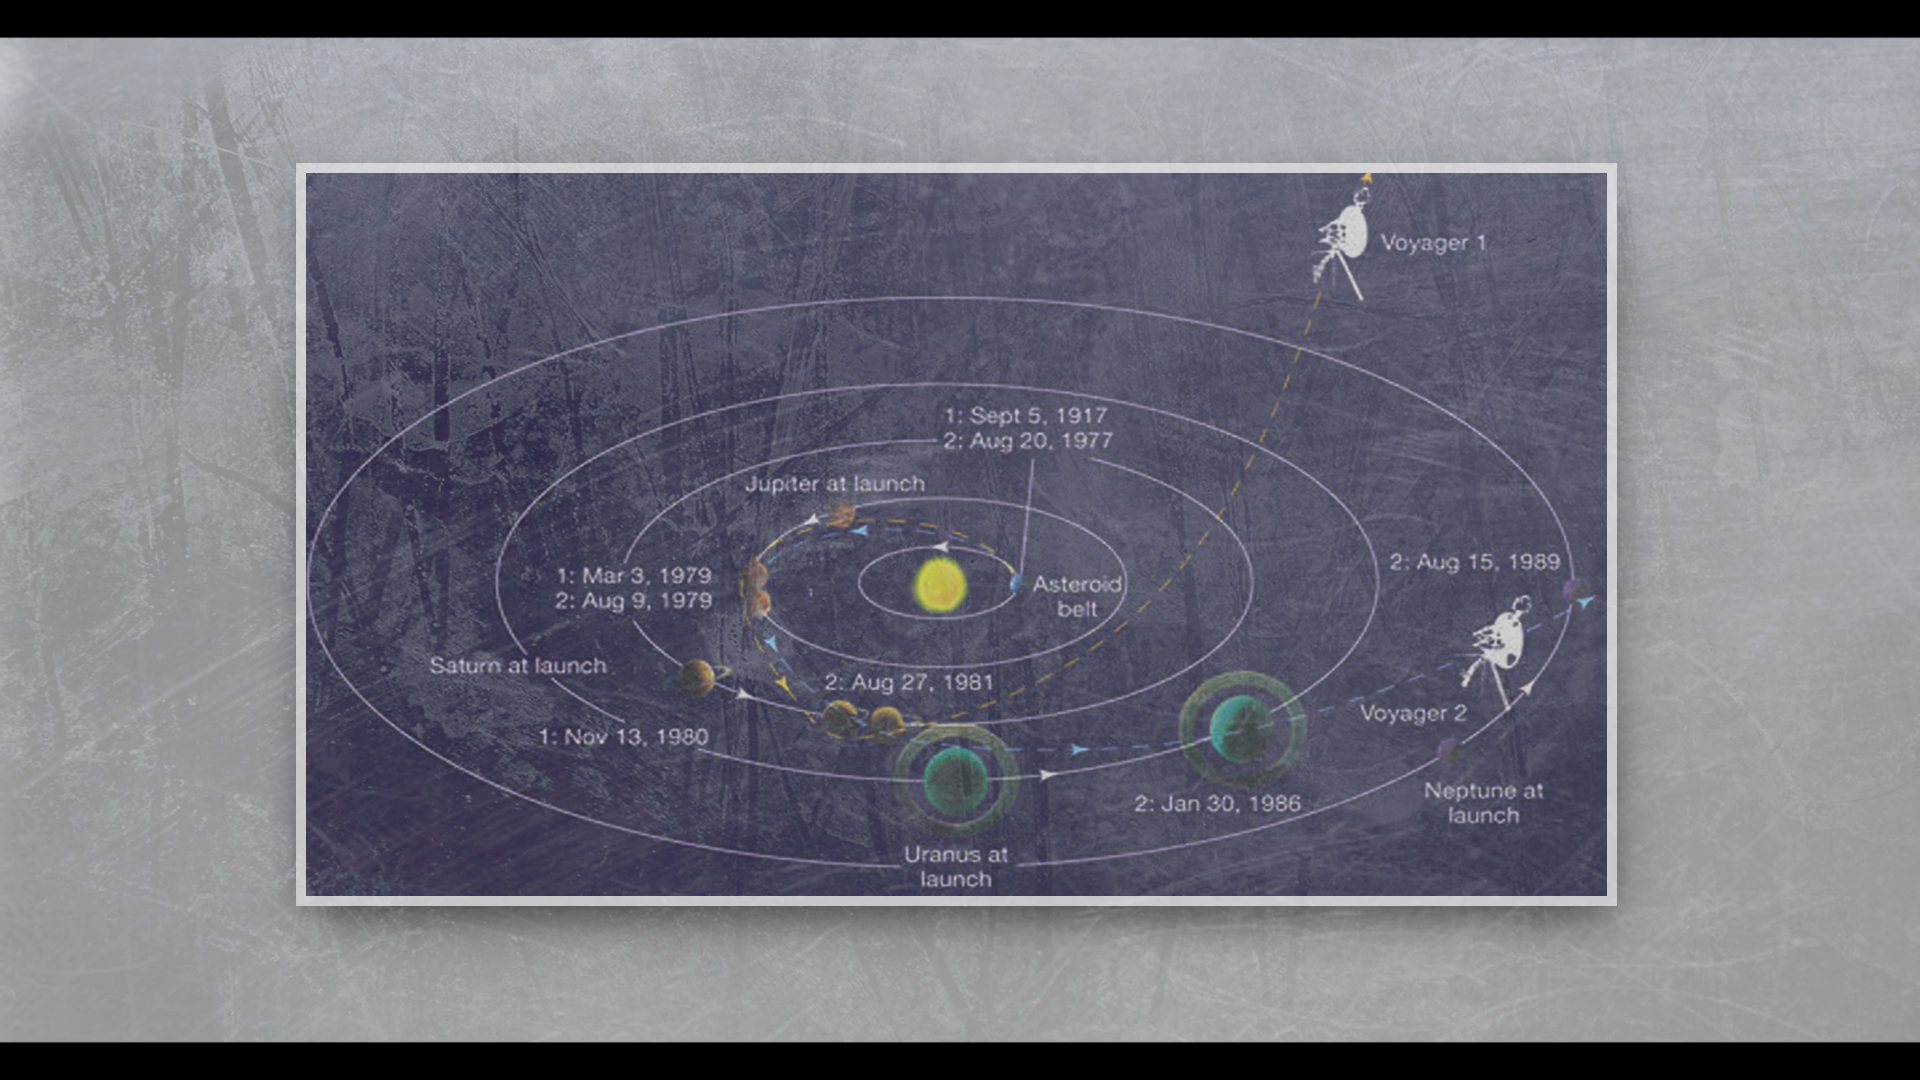 Voyager 1
1: Sept 5, 1917
2: Aug 20, 1977
Jupiter at launch
2: Aug 15, 1989
1: Mar 3, 1979
2: Aug 9, 1979
Asteroid
belt
Saturn at launch
2: Aug 27, 1981
Voyager 2
1: Nov 13, 1980
Neptune at
launch
2: Jan 30, 1986
Uranus at
launch